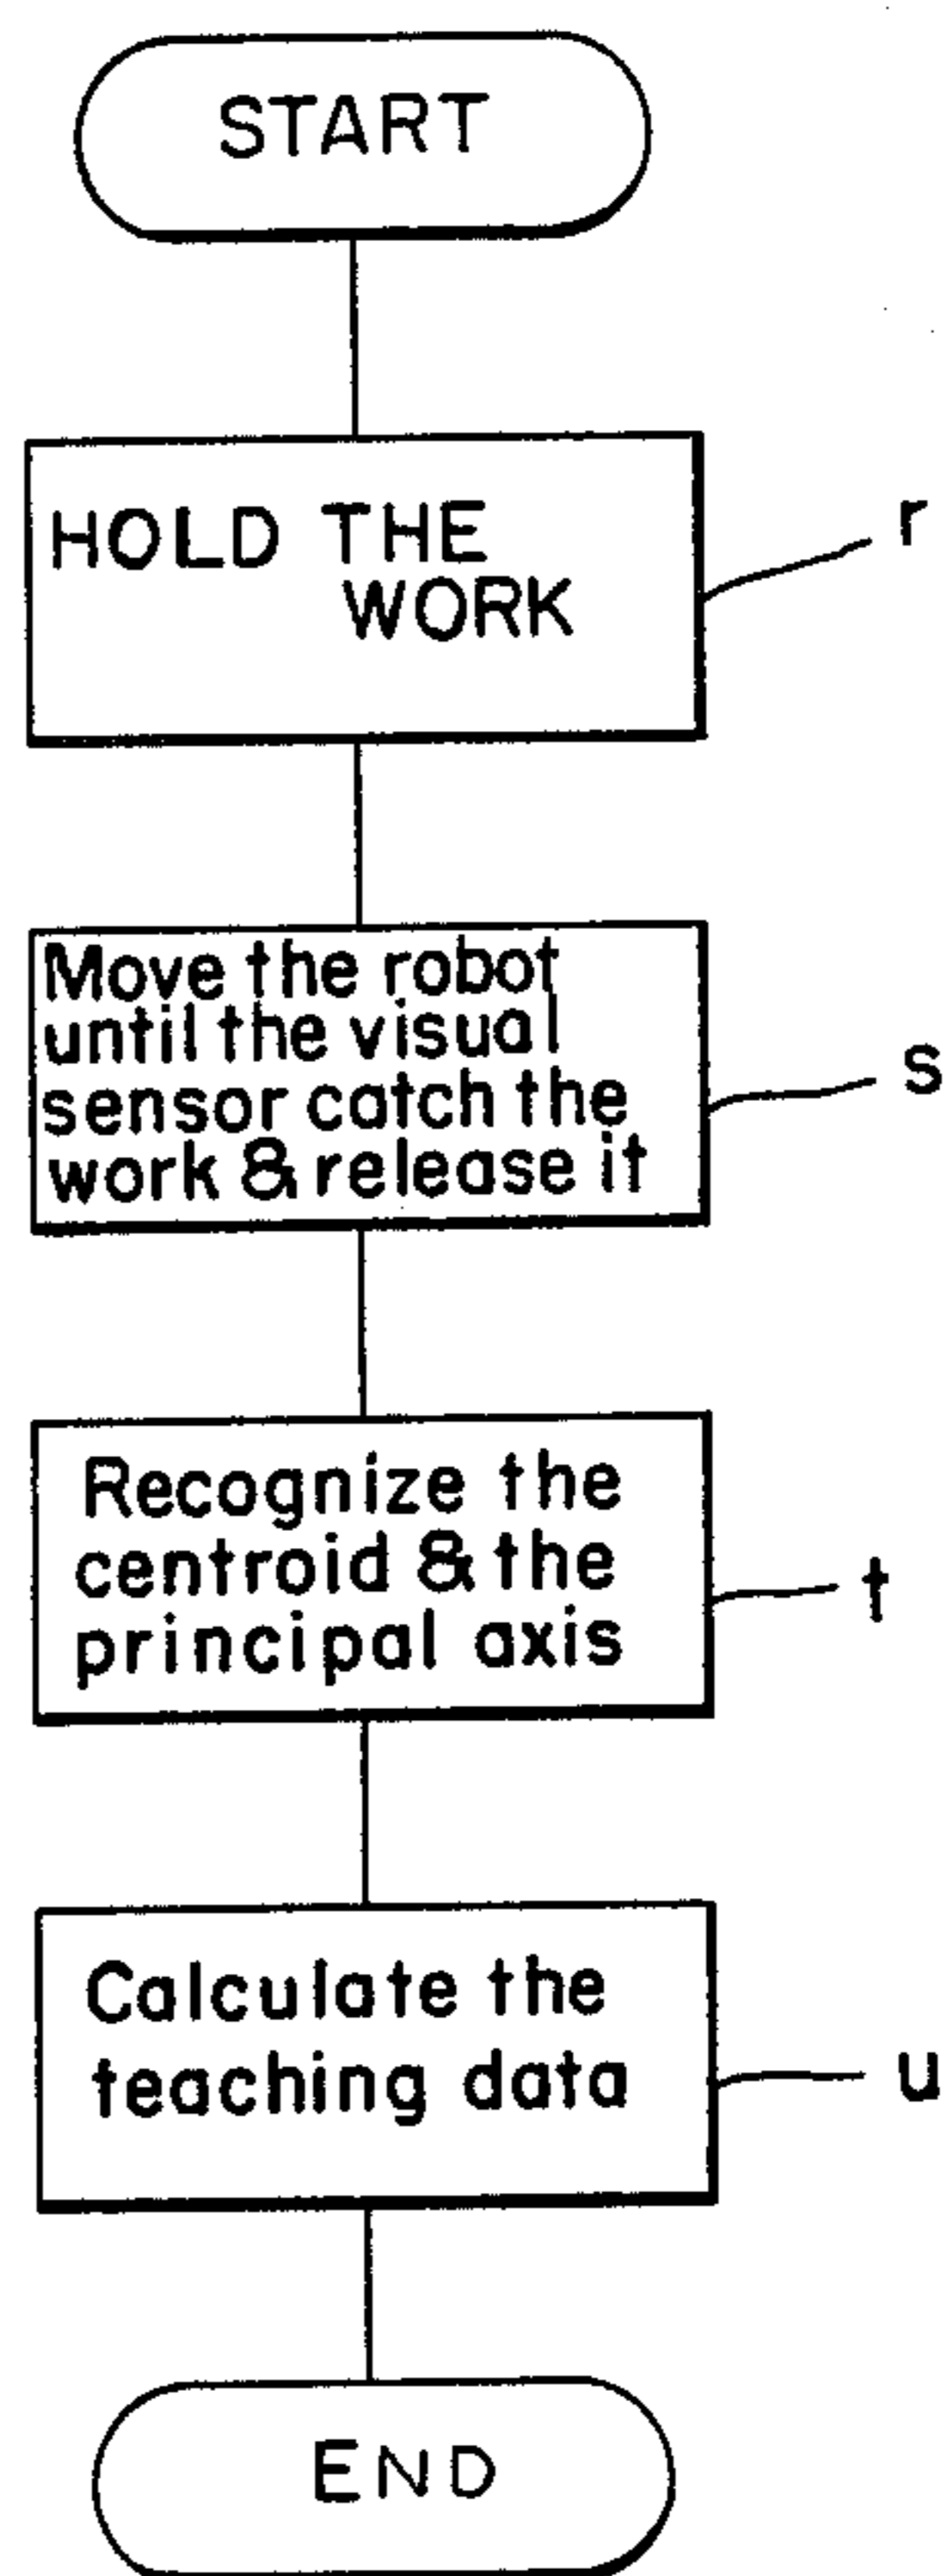 START
HOLD THE
WORK
r
Move the robot
until the visual
sensor catch the
work & release it
s
Recognize the
centroid & the
principal axis
t
Calculate the
teaching data
u
END